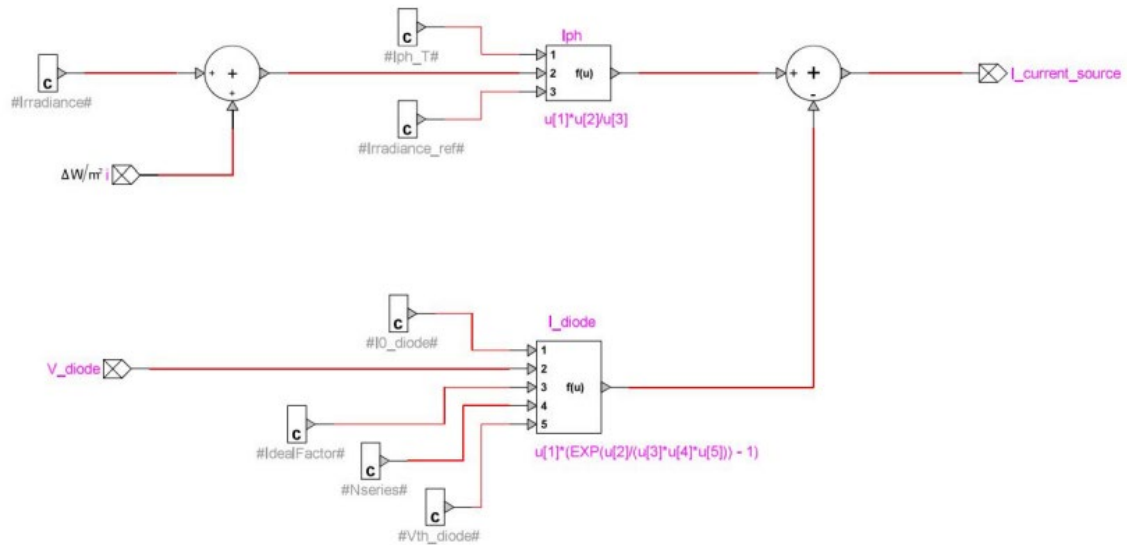 C
#Irradiance#
+
+
+
ΔW/m² i
C
#Iph_T#
C
#Irradiance_ref#
Iph
1
2
3
f(u)
u[1]*u[2]/u[3]
+
+
-
I_current_source
C
#I0_diode#
V_diode
C
#IdealFactor#
C
#Nseries#
C
#Vth_diode#
I_diode
1
2
3
4
5
f(u)
u[1]*(EXP(u[2]/(u[3]*u[4]*u[5])) - 1)